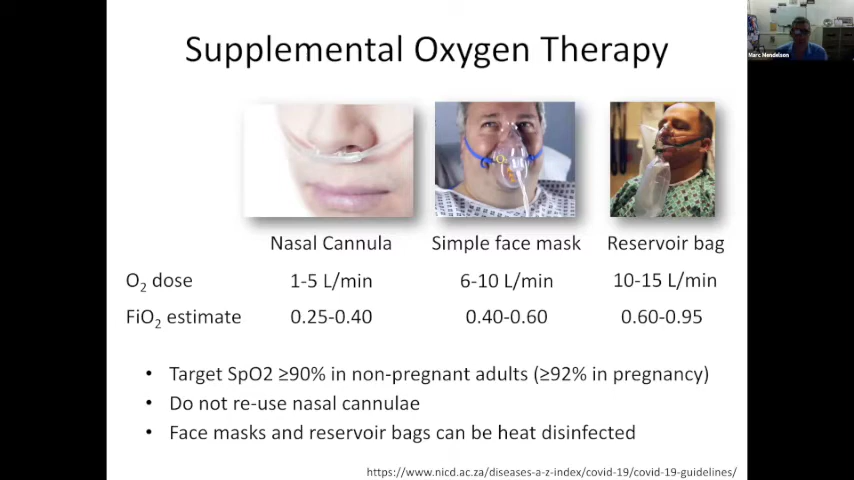 Supplemental Oxygen Therapy
Marc Mendelson
Nasal Cannula Simple face mask Reservoir bag
O₂ dose 1-5 L/min 6-10 L/min 10-15 L/min
FiO₂ estimate 0.25-0.40 0.40-0.60 0.60-0.95
• Target SpO2 ≥90% in non-pregnant adults (≥92% in pregnancy)
• Do not re-use nasal cannulae
• Face masks and reservoir bags can be heat disinfected
https://www.nicd.ac.za/diseases-a-z-index/covid-19/covid-19-guidelines/